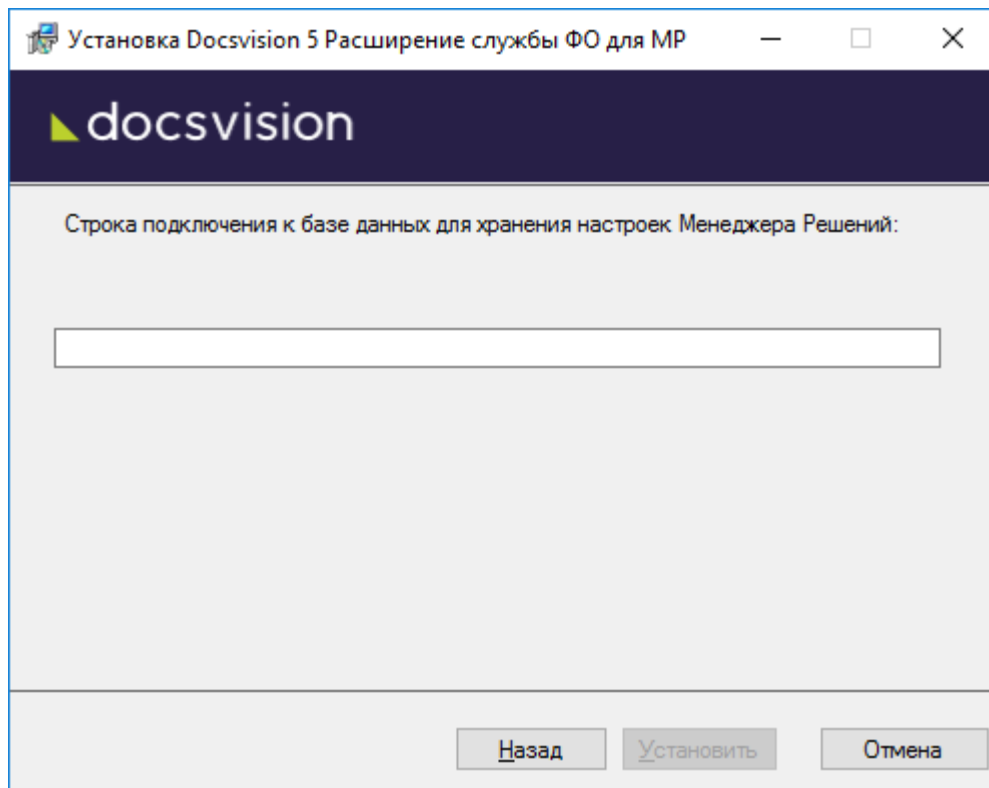 Установка Docsvision 5 Расширение службы ФО для МР
docsvision
Строка подключения к базе данных для хранения настроек Менеджера Решений:
Назад
Установить
Отмена